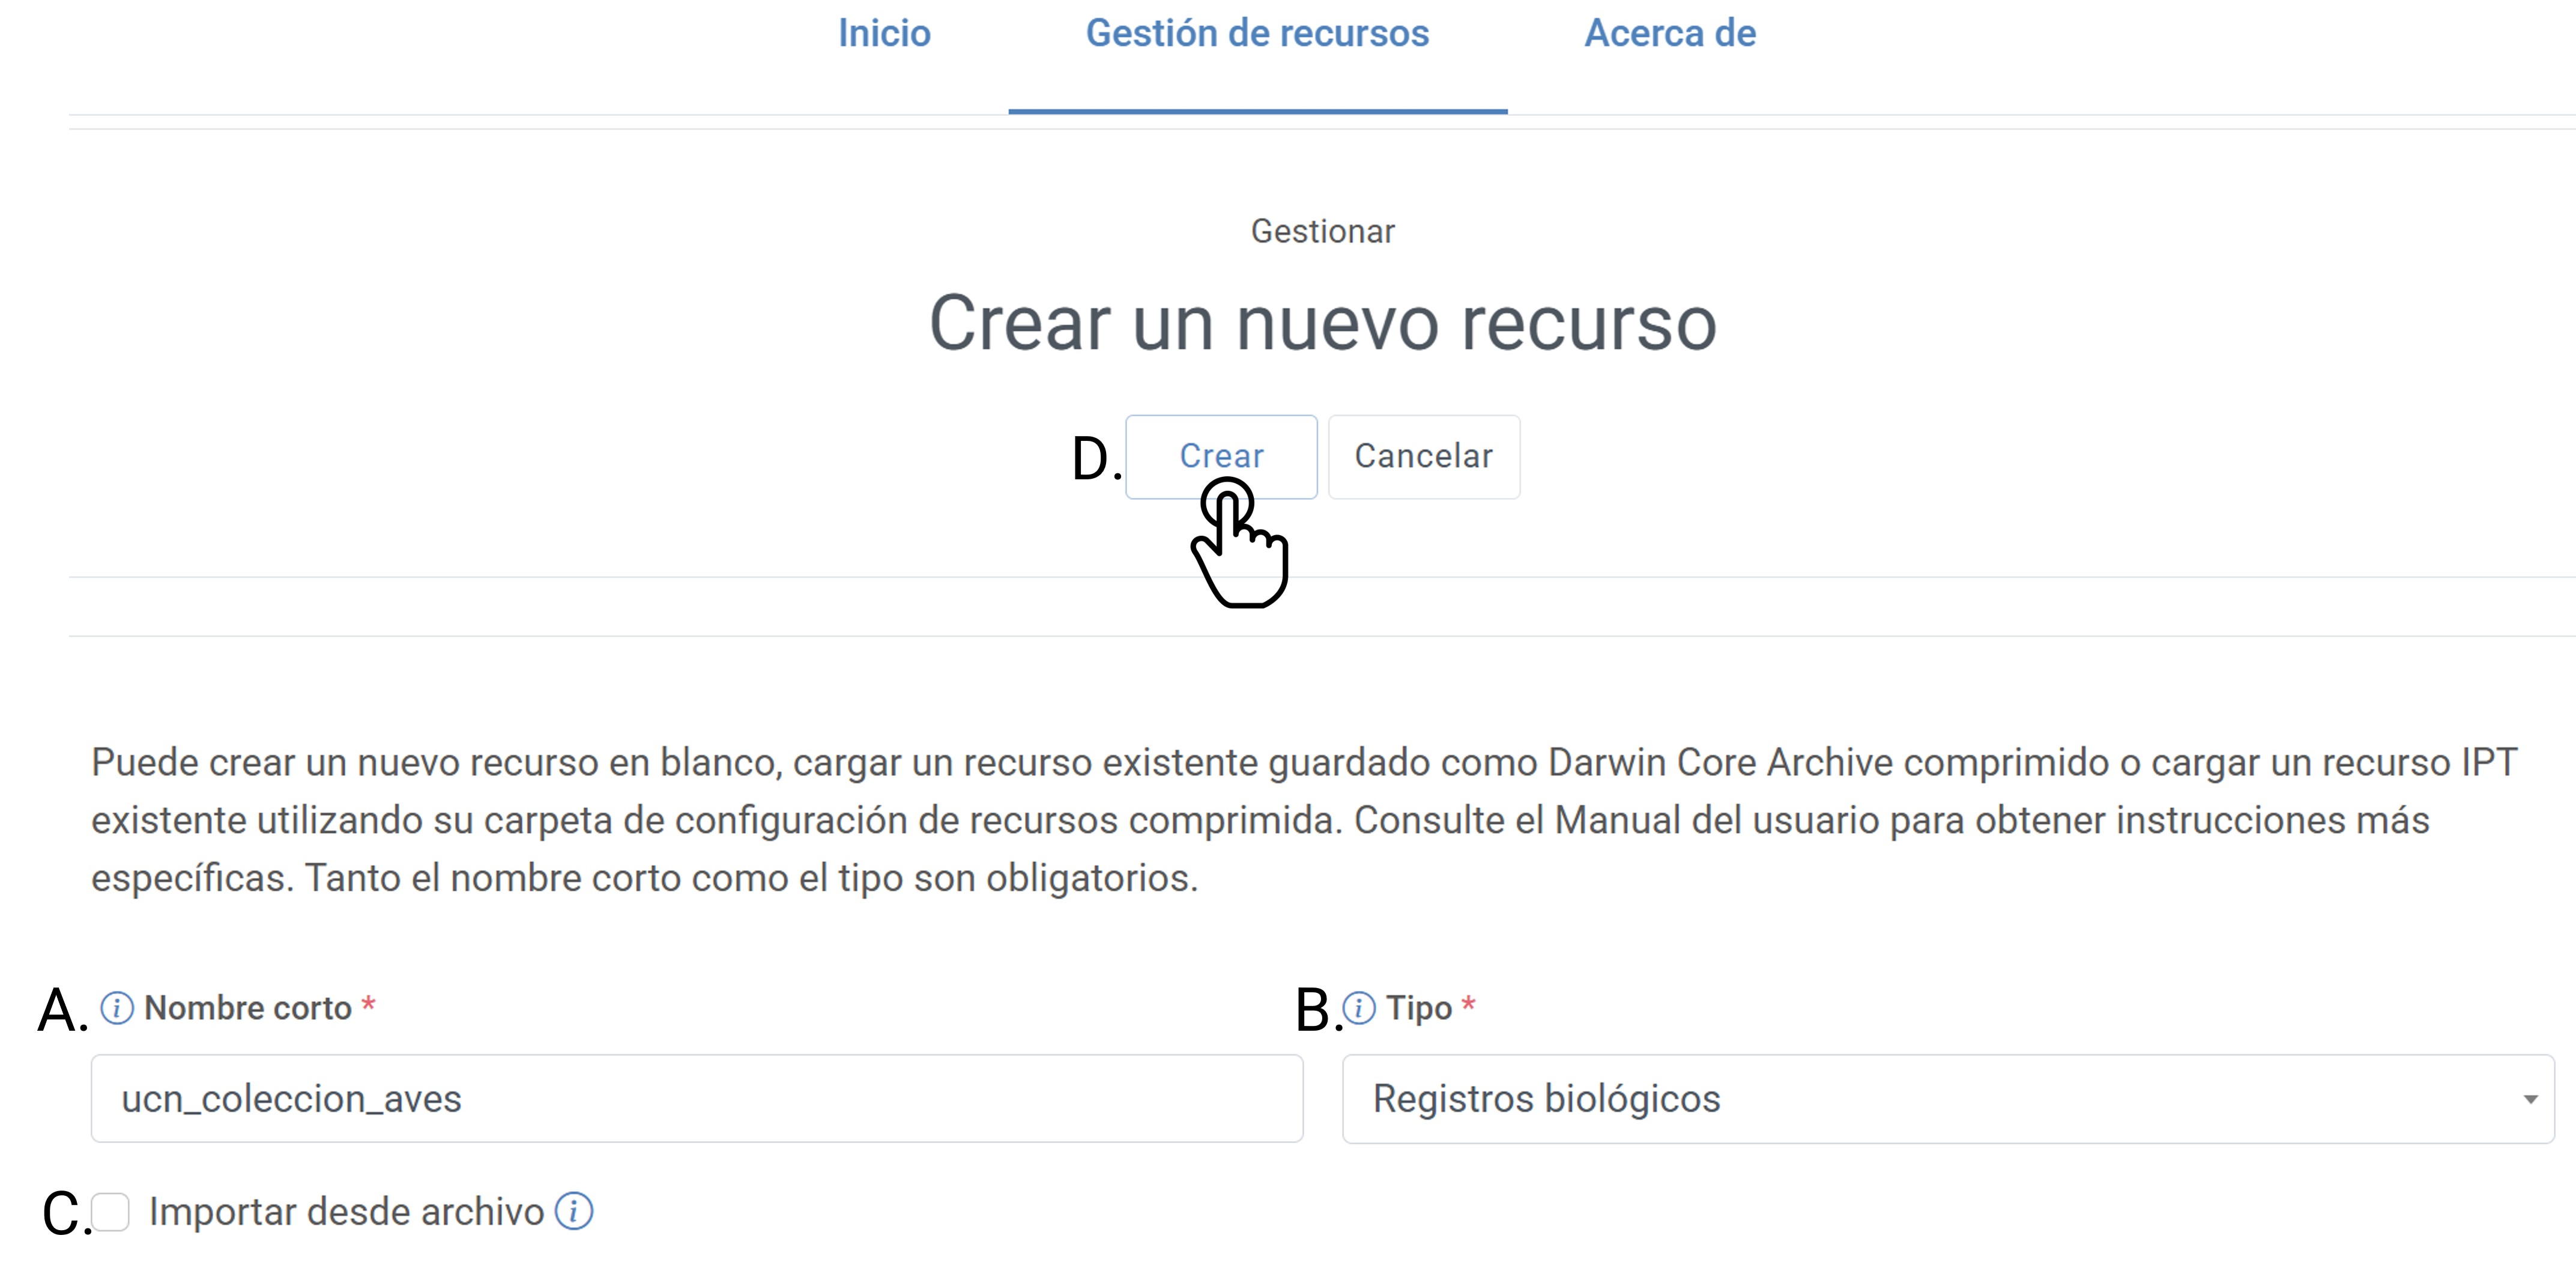 Inicio Gestión de recursos Acerca de
Gestionar
Crear un nuevo recurso
D. Crear Cancelar
Puede crear un nuevo recurso en blanco, cargar un recurso existente guardado como Darwin Core Archive comprimido o cargar un recurso IPT
existente utilizando su carpeta de configuración de recursos comprimida. Consulte el Manual del usuario para obtener instrucciones más
específicas. Tanto el nombre corto como el tipo son obligatorios.
A. i Nombre corto * B. i Tipo *
ucn_coleccion_aves Registros biológicos
C. Importar desde archivo i